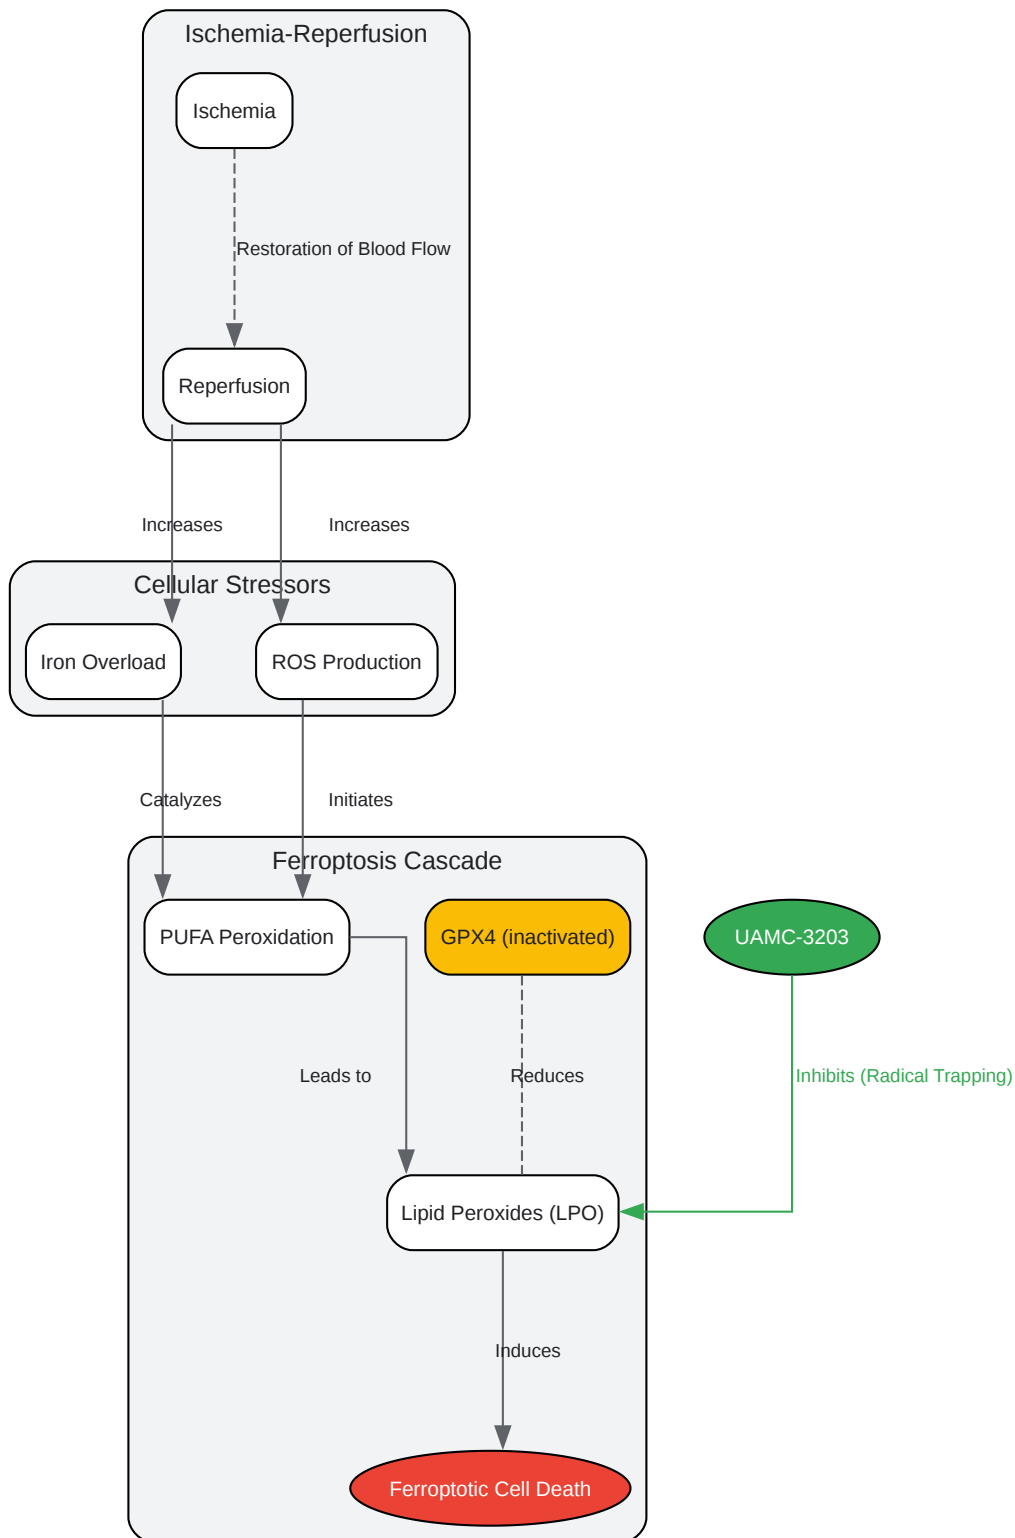 Ischemia-Reperfusion
Ischemia
Restoration of Blood Flow
Reperfusion
Increases
Increases
Cellular Stressors
Iron Overload
ROS Production
Catalyzes
Initiates
Ferroptosis Cascade
PUFA Peroxidation
GPX4 (inactivated)
UAMC-3203
Leads to
Reduces
Inhibits (Radical Trapping)
Lipid Peroxides (LPO)
Induces
Ferroptotic Cell Death